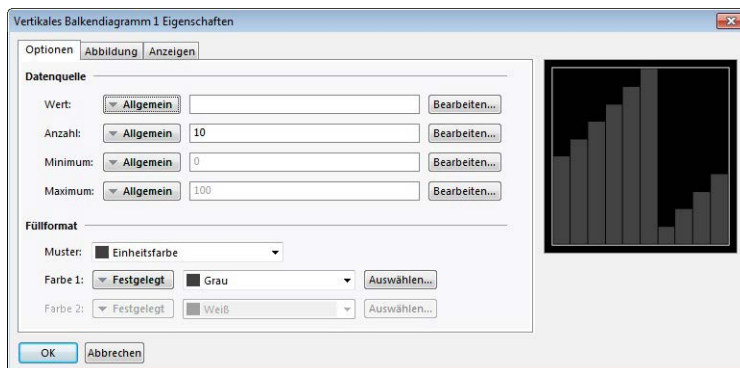 Vertikales Balkendiagramm 1 Eigenschaften
Optionen Abbildung Anzeigen
Datenquelle
Wert: Allgemein Bearbeiten...
Anzahl: Allgemein 10 Bearbeiten...
Minimum: Allgemein 0 Bearbeiten...
Maximum: Allgemein 100 Bearbeiten...
Füllformat
Muster: Einheitsfarbe
Farbe 1: Festgelegt Grau Auswählen...
Farbe 2: Festgelegt Weiß Auswählen...
OK Abbrechen